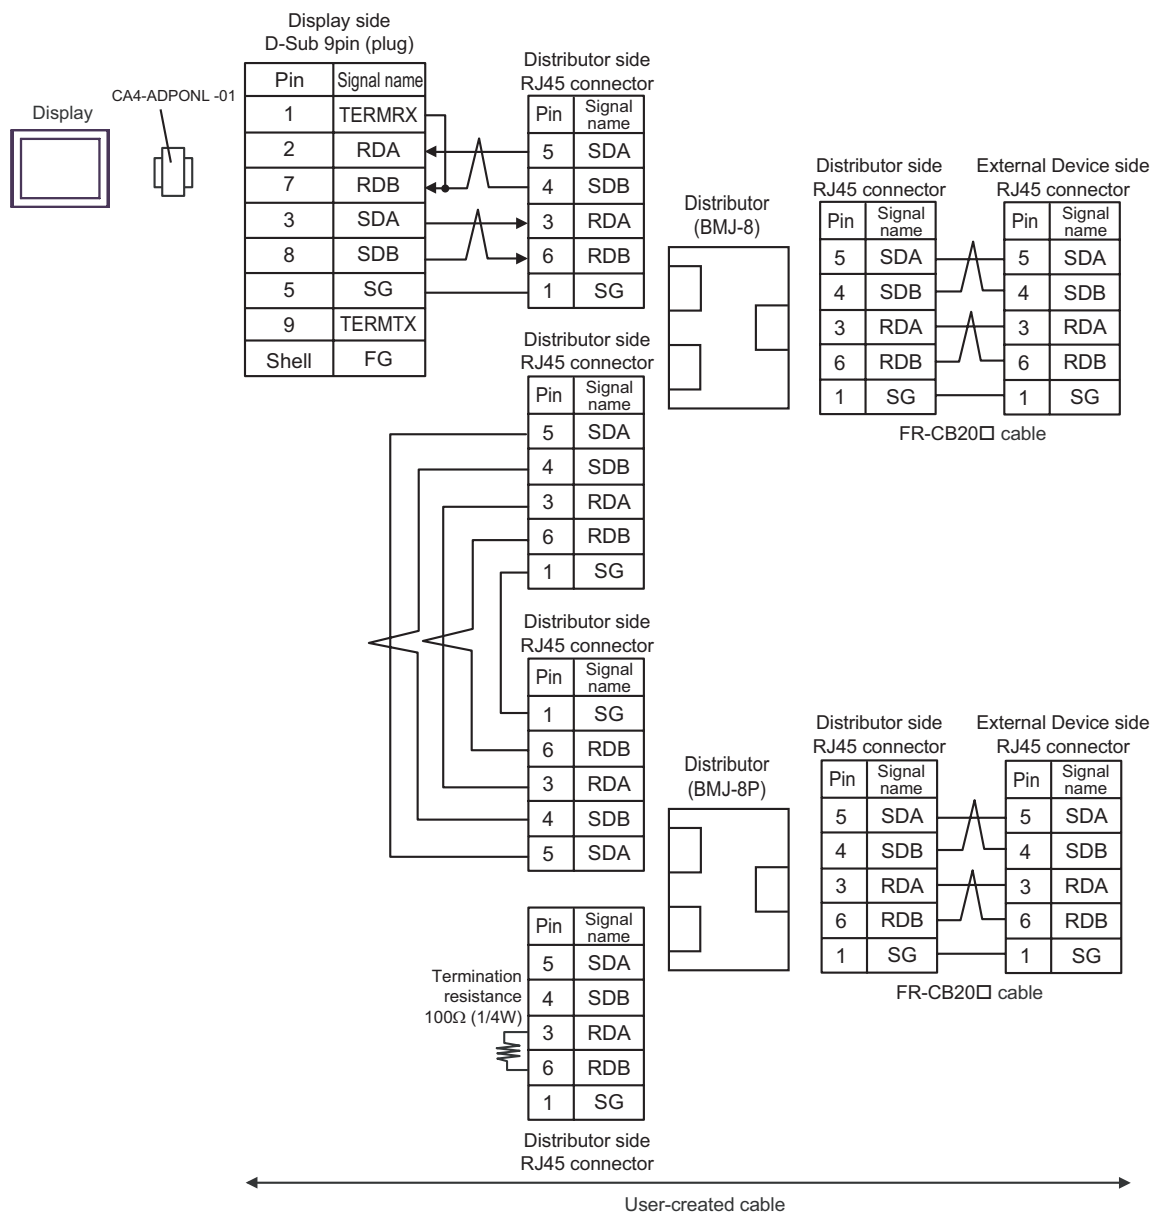 Display side
D-Sub 9pin (plug)
Pin Signal name
1 TERMRX
2 RDA
7 RDB
3 SDA
8 SDB
5 SG
9 TERMTX
Shell FG
Display
CA4-ADPONL -01
Distributor side
RJ45 connector
Pin Signal
name
5 SDA
4 SDB
3 RDA
6 RDB
1 SG
Distributor
(BMJ-8)
Distributor side
RJ45 connector
Pin Signal
name
5 SDA
4 SDB
3 RDA
6 RDB
1 SG
External Device side
RJ45 connector
Pin Signal
name
5 SDA
4 SDB
3 RDA
6 RDB
1 SG
FR-CB20□ cable
Distributor side
RJ45 connector
Pin Signal
name
5 SDA
4 SDB
3 RDA
6 RDB
1 SG
Distributor side
RJ45 connector
Pin Signal
name
1 SG
6 RDB
3 RDA
4 SDB
5 SDA
Distributor
(BMJ-8P)
Distributor side
RJ45 connector
Pin Signal
name
5 SDA
4 SDB
3 RDA
6 RDB
1 SG
External Device side
RJ45 connector
Pin Signal
name
5 SDA
4 SDB
3 RDA
6 RDB
1 SG
FR-CB20□ cable
Pin Signal
name
5 SDA
4 SDB
3 RDA
6 RDB
1 SG
Termination
resistance
100Ω (1/4W)
Distributor side
RJ45 connector
User-created cable